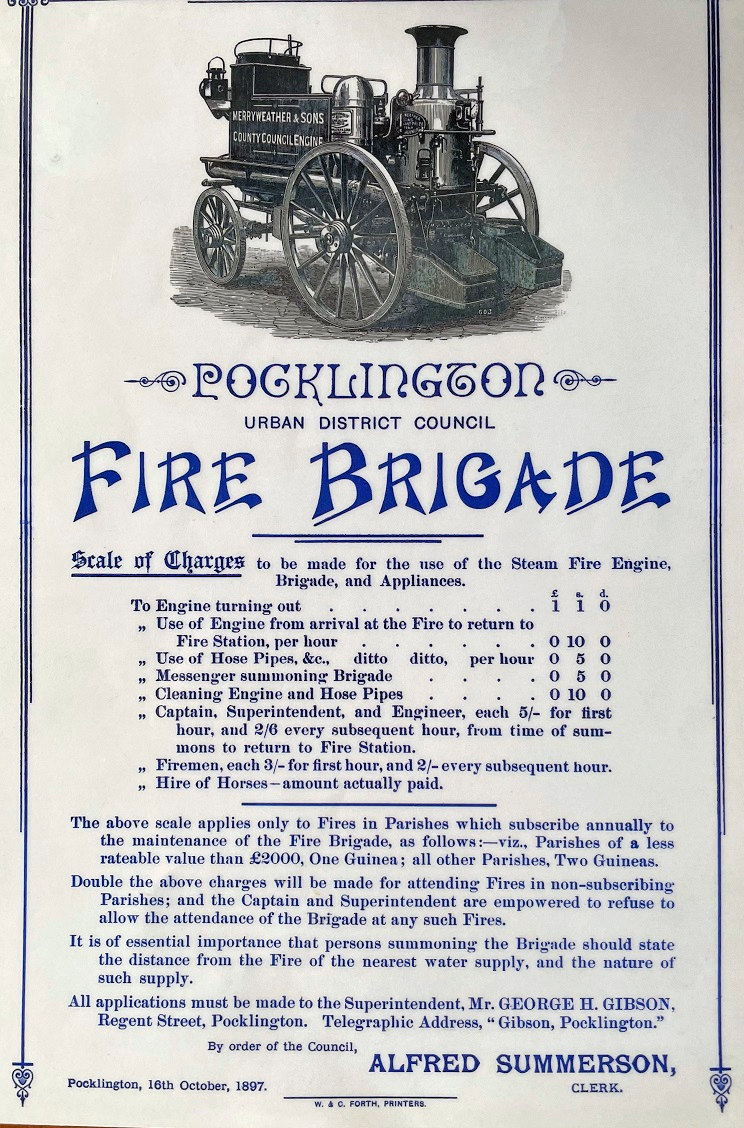 MERRYWEATHER & SONS
COUNTY COUNCIL ENGINE
POCKLINGTON
URBAN DISTRICT COUNCIL
FIRE BRIGADE
Scale of Charges to be made for the use of the Steam Fire Engine,
Brigade, and Appliances.
£ s. d.
To Engine turning out . . . . . . . 1 1 0
„ Use of Engine from arrival at the Fire to return to
Fire Station, per hour . . . . . . 0 10 0
„ Use of Hose Pipes, &c., ditto ditto, per hour 0 5 0
„ Messenger summoning Brigade . . . . 0 5 0
„ Cleaning Engine and Hose Pipes . . . . 0 10 0
„ Captain, Superintendent, and Engineer, each 5/- for first
hour, and 2/6 every subsequent hour, from time of sum-
mons to return to Fire Station.
„ Firemen, each 3/- for first hour, and 2/- every subsequent hour.
„ Hire of Horses—amount actually paid.
The above scale applies only to Fires in Parishes which subscribe annually to
the maintenance of the Fire Brigade, as follows:—viz., Parishes of a less
rateable value than £2000, One Guinea; all other Parishes, Two Guineas.
Double the above charges will be made for attending Fires in non-subscribing
Parishes; and the Captain and Superintendent are empowered to refuse to
allow the attendance of the Brigade at any such Fires.
It is of essential importance that persons summoning the Brigade should state
the distance from the Fire of the nearest water supply, and the nature of
such supply.
All applications must be made to the Superintendent, Mr. GEORGE H. GIBSON,
Regent Street, Pocklington. Telegraphic Address, “Gibson, Pocklington.”
By order of the Council,
ALFRED SUMMERSON,
Pocklington, 16th October, 1897. CLERK.
W. & C. FORTH, PRINTERS.